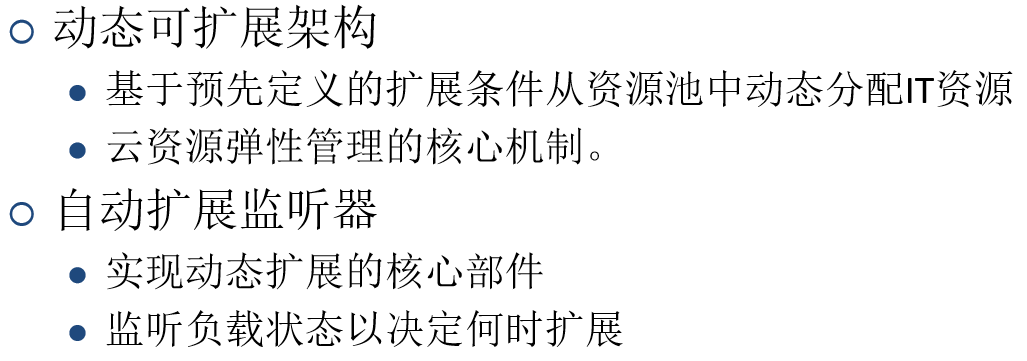 动态可扩展架构
基于预先定义的扩展条件从资源池中动态分配IT资源
云资源弹性管理的核心机制。
自动扩展监听器
实现动态扩展的核心部件
监听负载状态以决定何时扩展